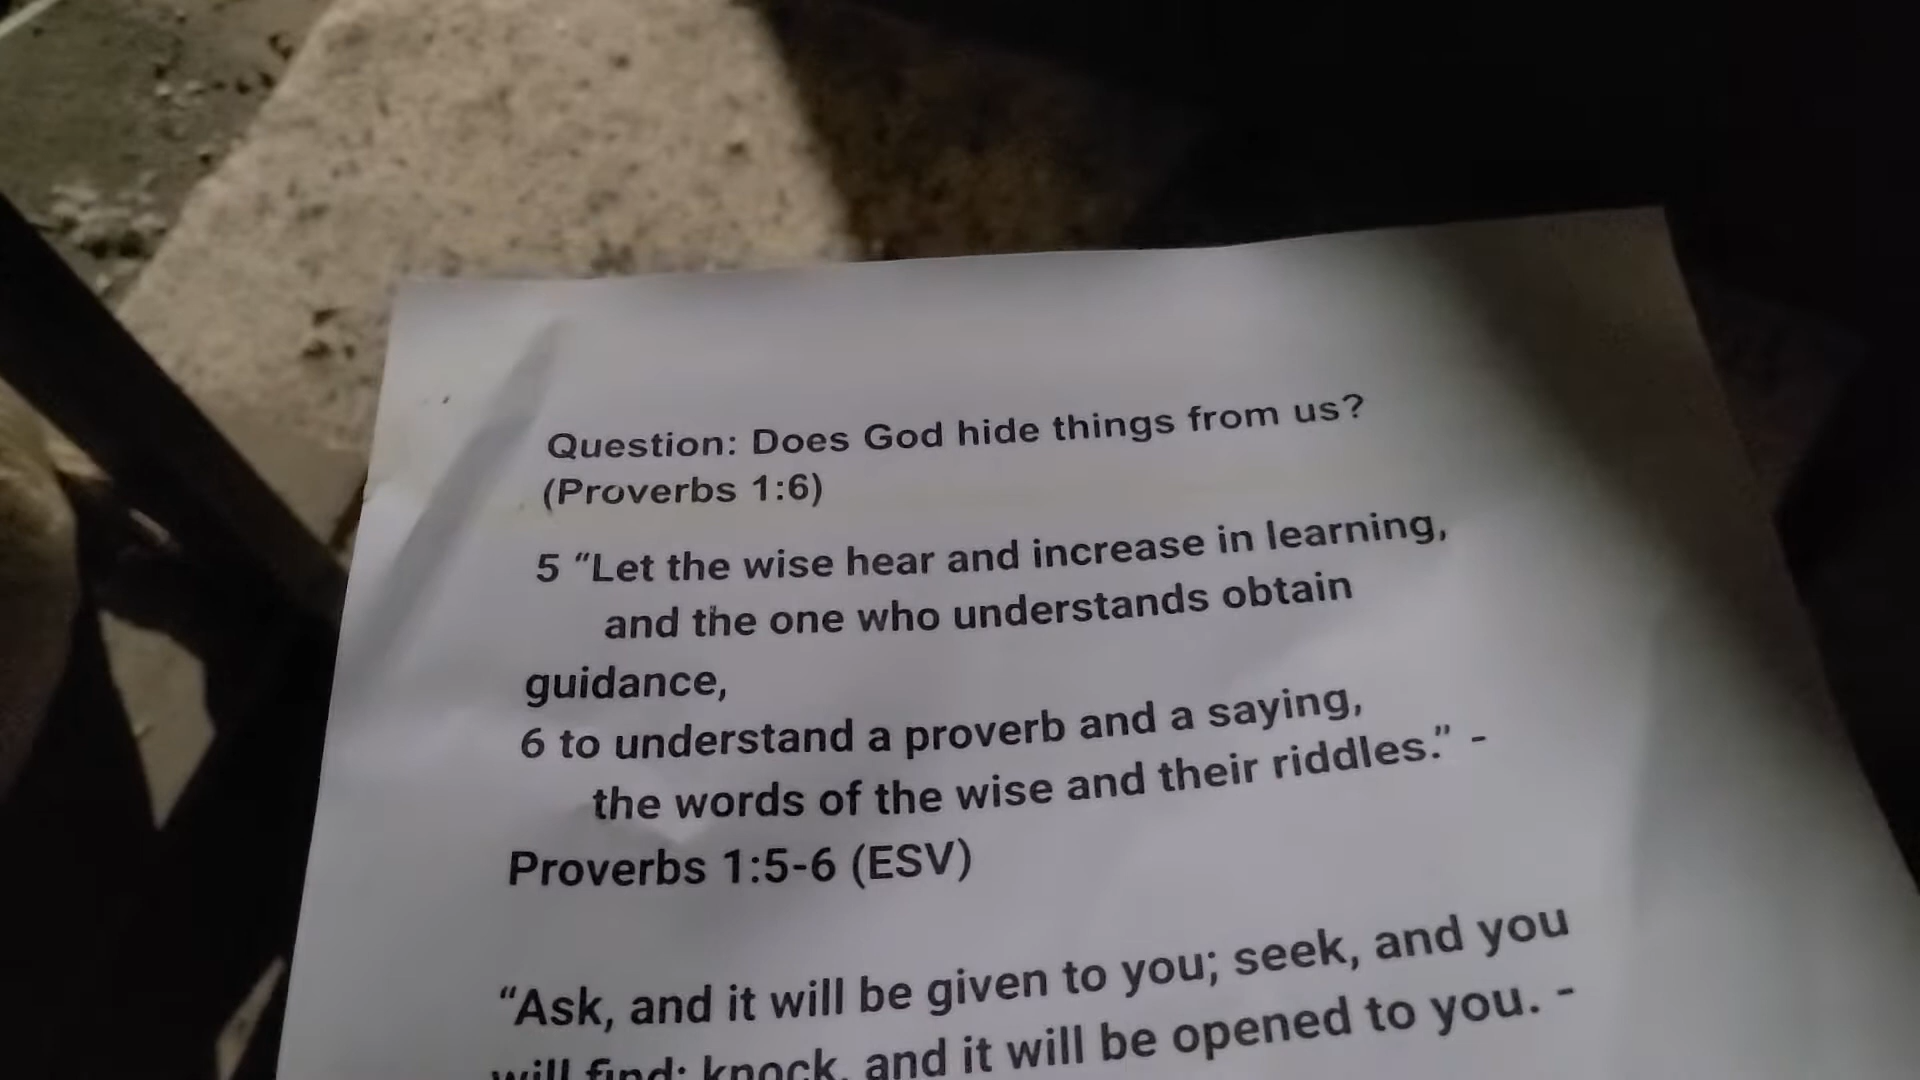 Question: Does God hide things from us?
(Proverbs 1:6)
5 “Let the wise hear and increase in learning,
and the one who understands obtain
guidance,
6 to understand a proverb and a saying,
the words of the wise and their riddles.” -
Proverbs 1:5-6 (ESV)
“Ask, and it will be given to you; seek, and you
will find; knock, and it will be opened to you. -